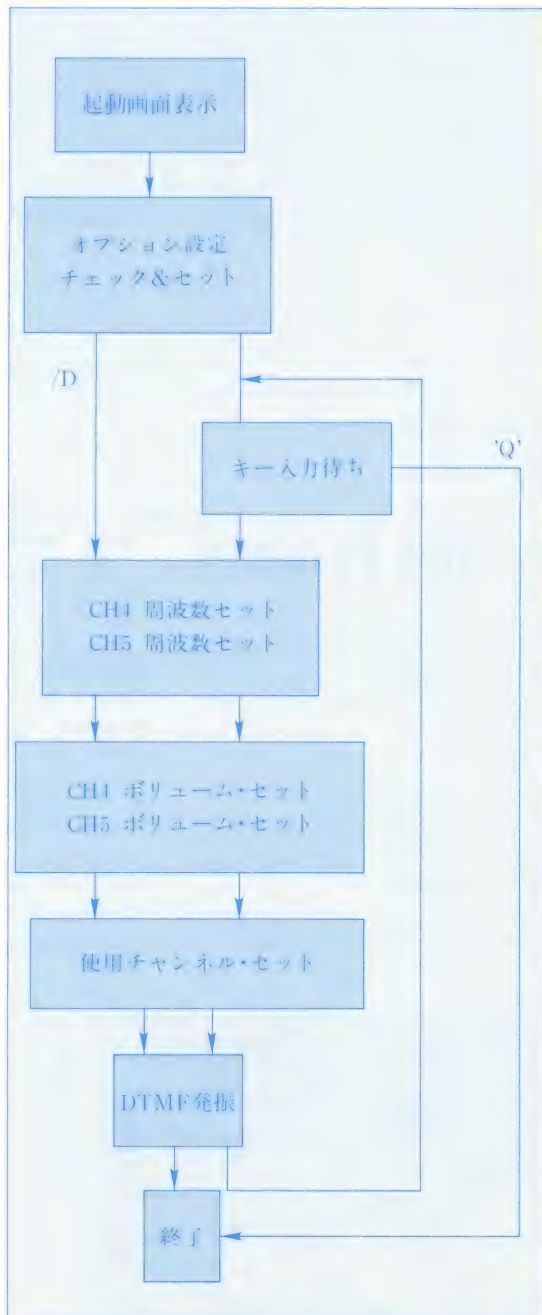 起動画面表示
オプション設定
チェック&セット
/D
キー入力待ち
'Q'
CH4 周波数セット
CH5 周波数セット
CH4 ボリューム・セット
CH5 ボリューム・セット
使用チャンネル・セット
DTMF発振
終了